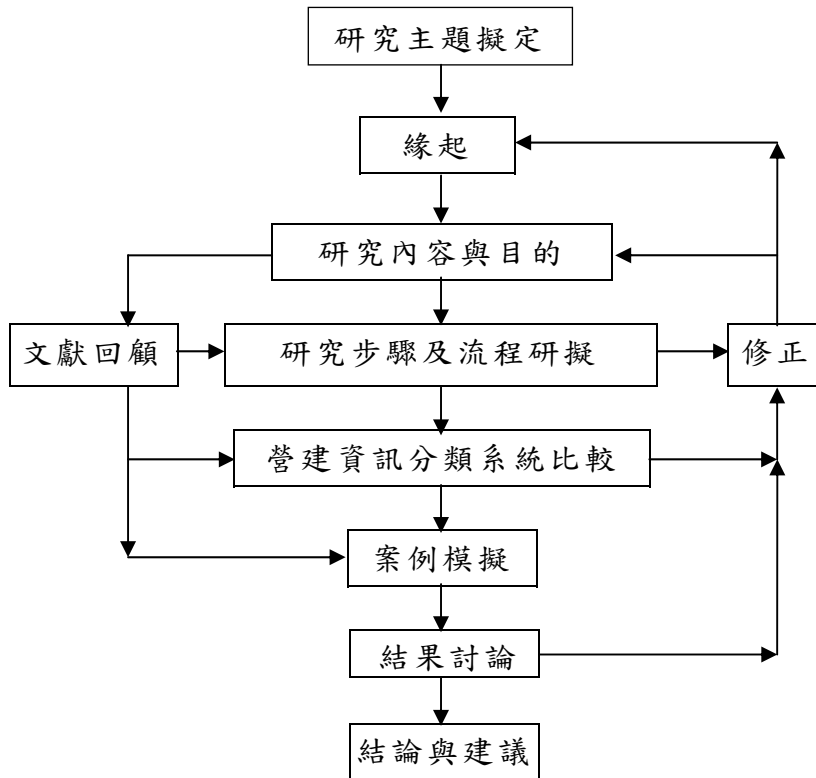 研究主題擬定
緣起
研究內容與目的
文獻回顧
研究步驟及流程研擬
修正
營建資訊分類系統比較
案例模擬
結果討論
結論與建議